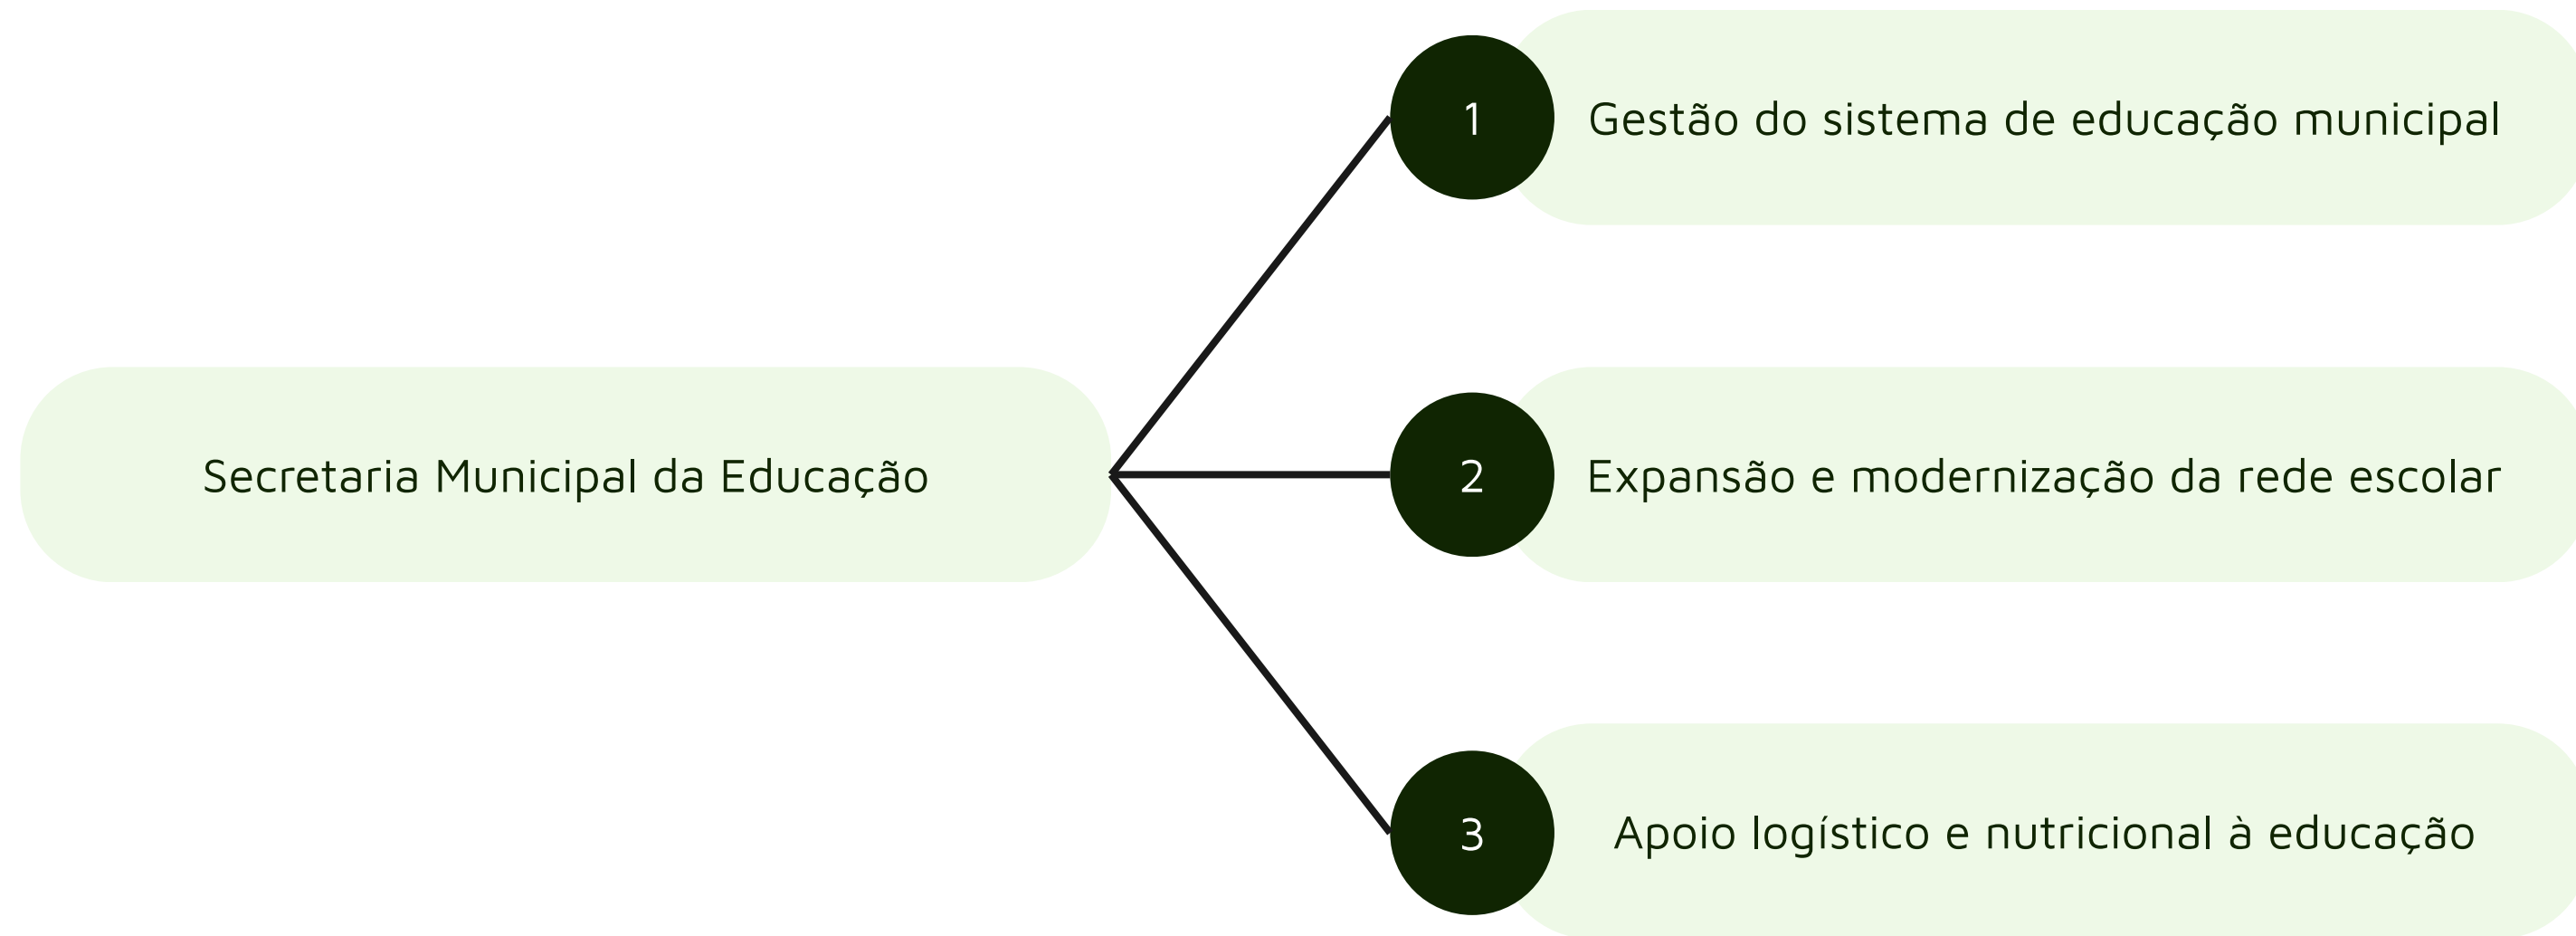 Secretaria Municipal da Educação
1
Gestão do sistema de educação municipal
2
Expansão e modernização da rede escolar
3
Apoio logístico e nutricional à educação